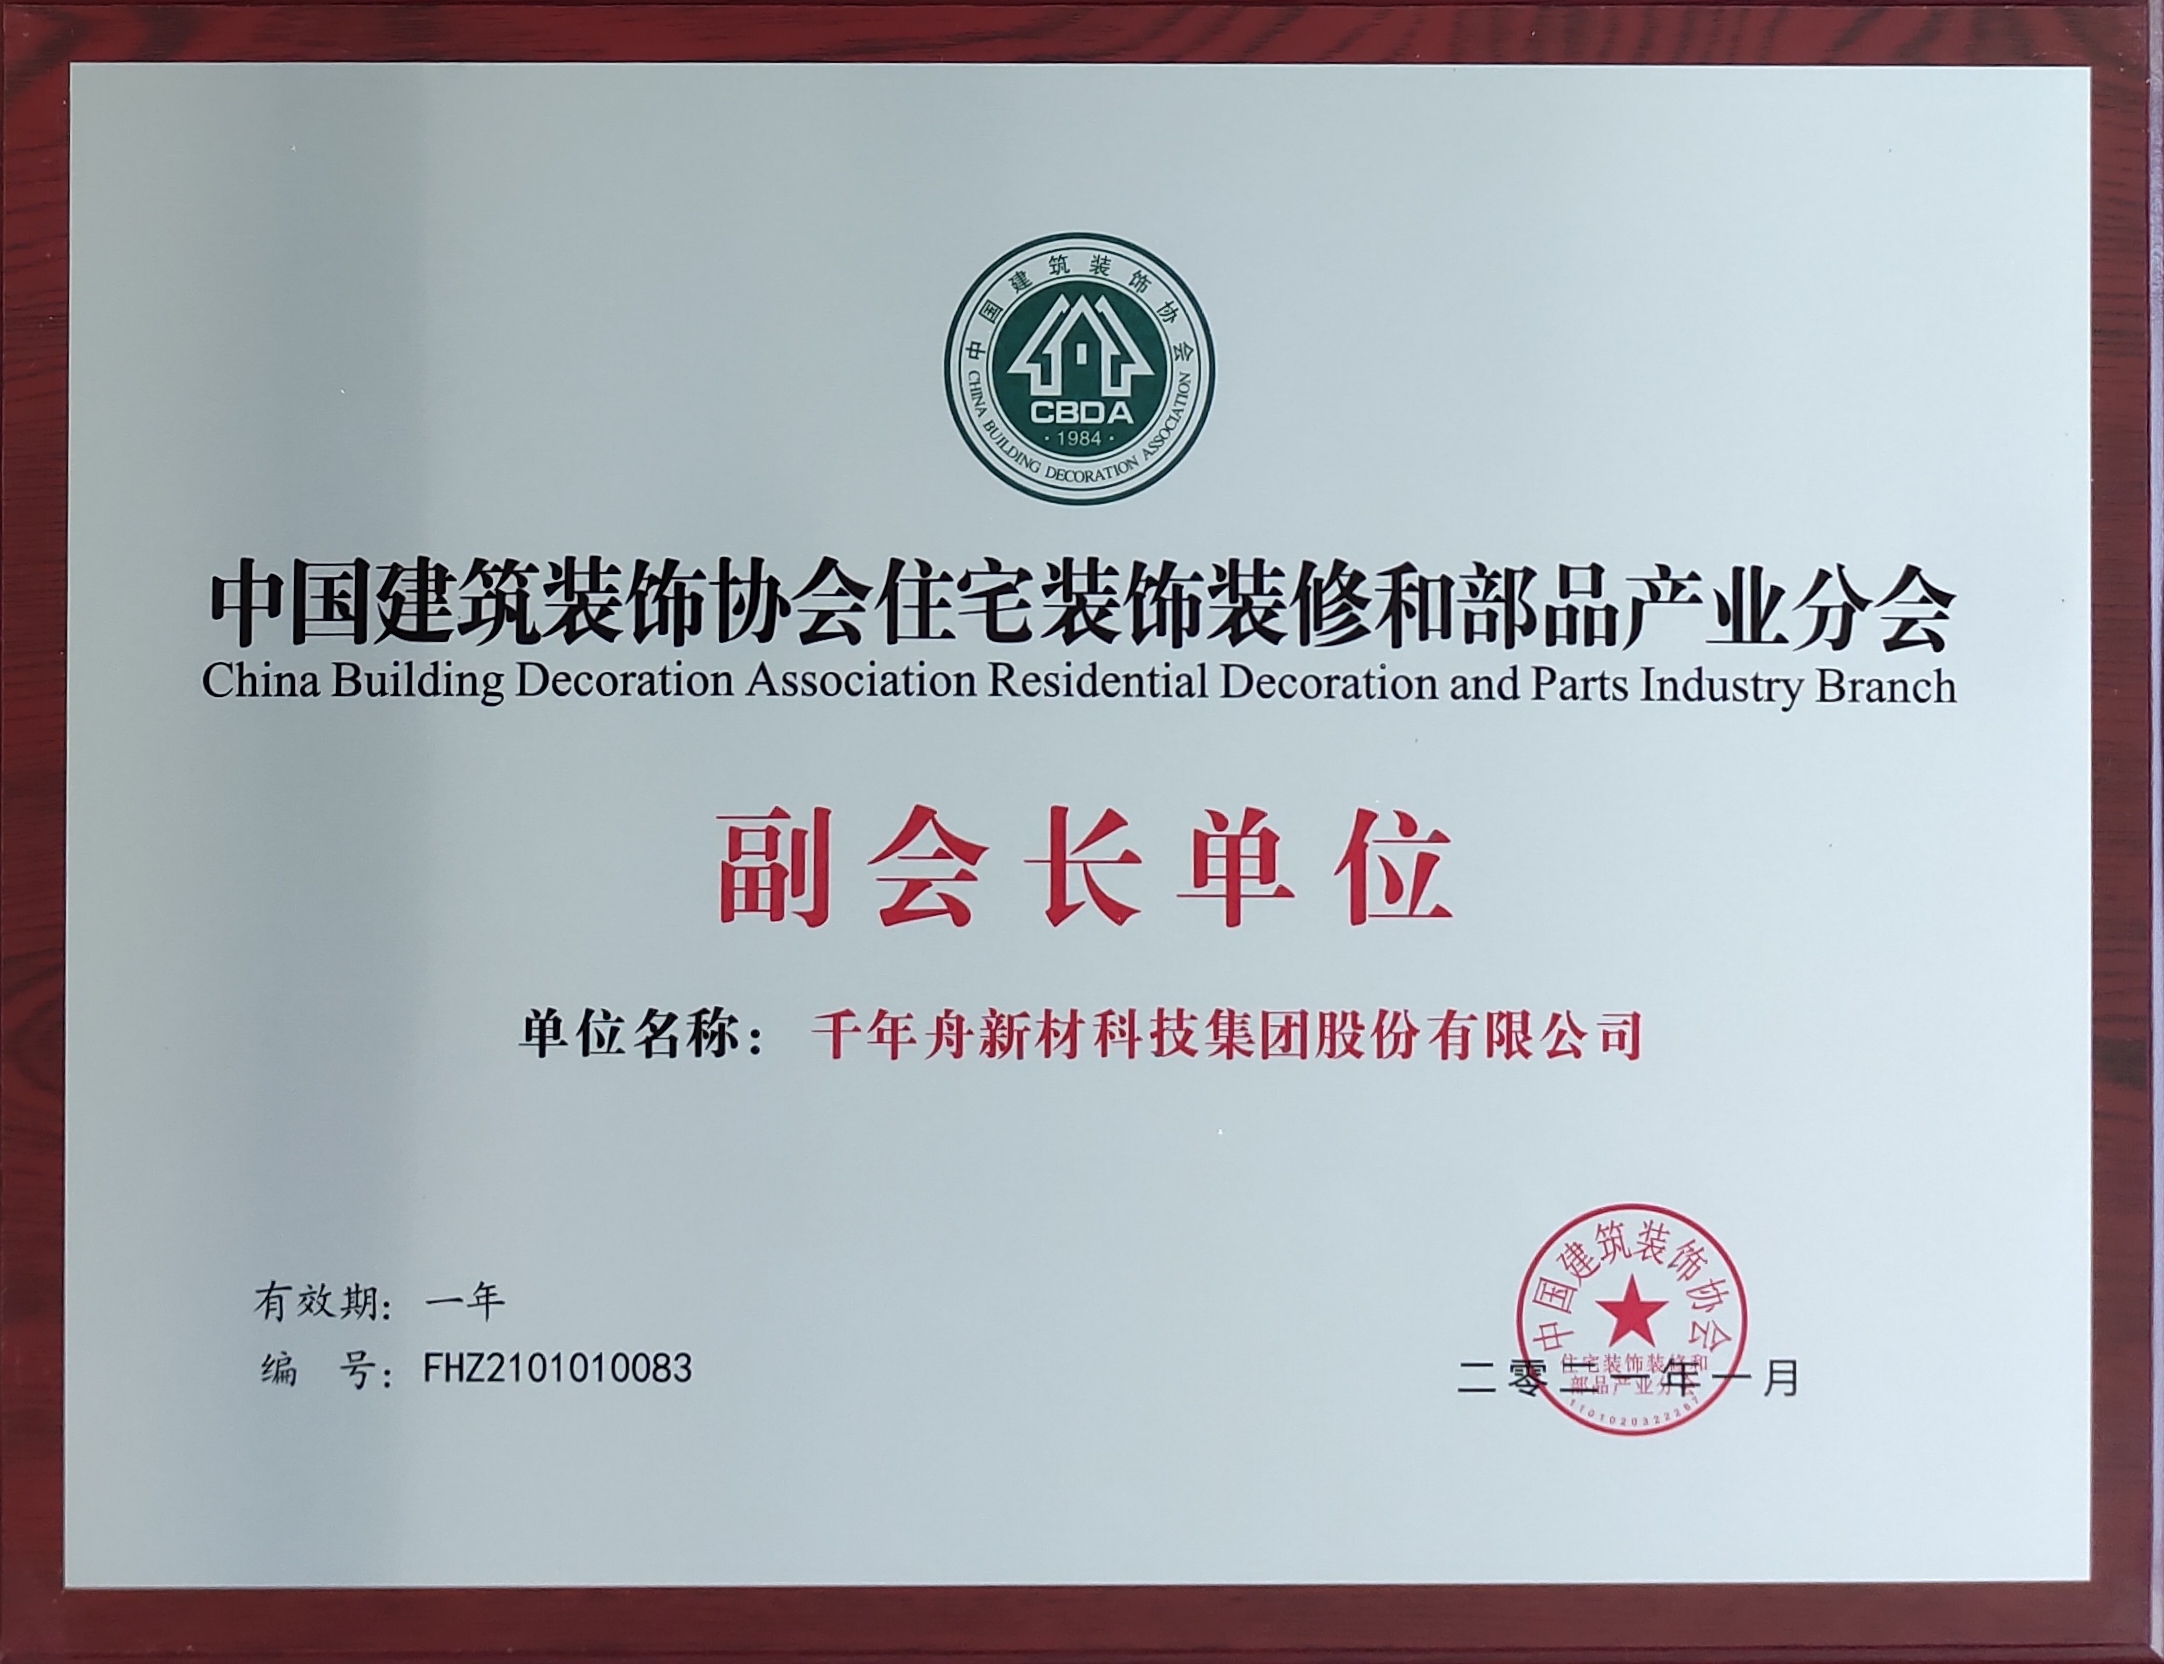 中国建筑装饰协会
CBDA
·1984·
CHINA BUILDING DECORATION ASSOCIATION
中国建筑装饰协会住宅装饰装修和部品产业分会
China Building Decoration Association Residential Decoration and Parts Industry Branch
副会长单位
单位名称： 千年舟新材科技集团股份有限公司
有效期： 一年
编 号： FHZ2101010083
中国建筑装饰协会
住宅装饰装修和
部品产业分会
二零二一年一月